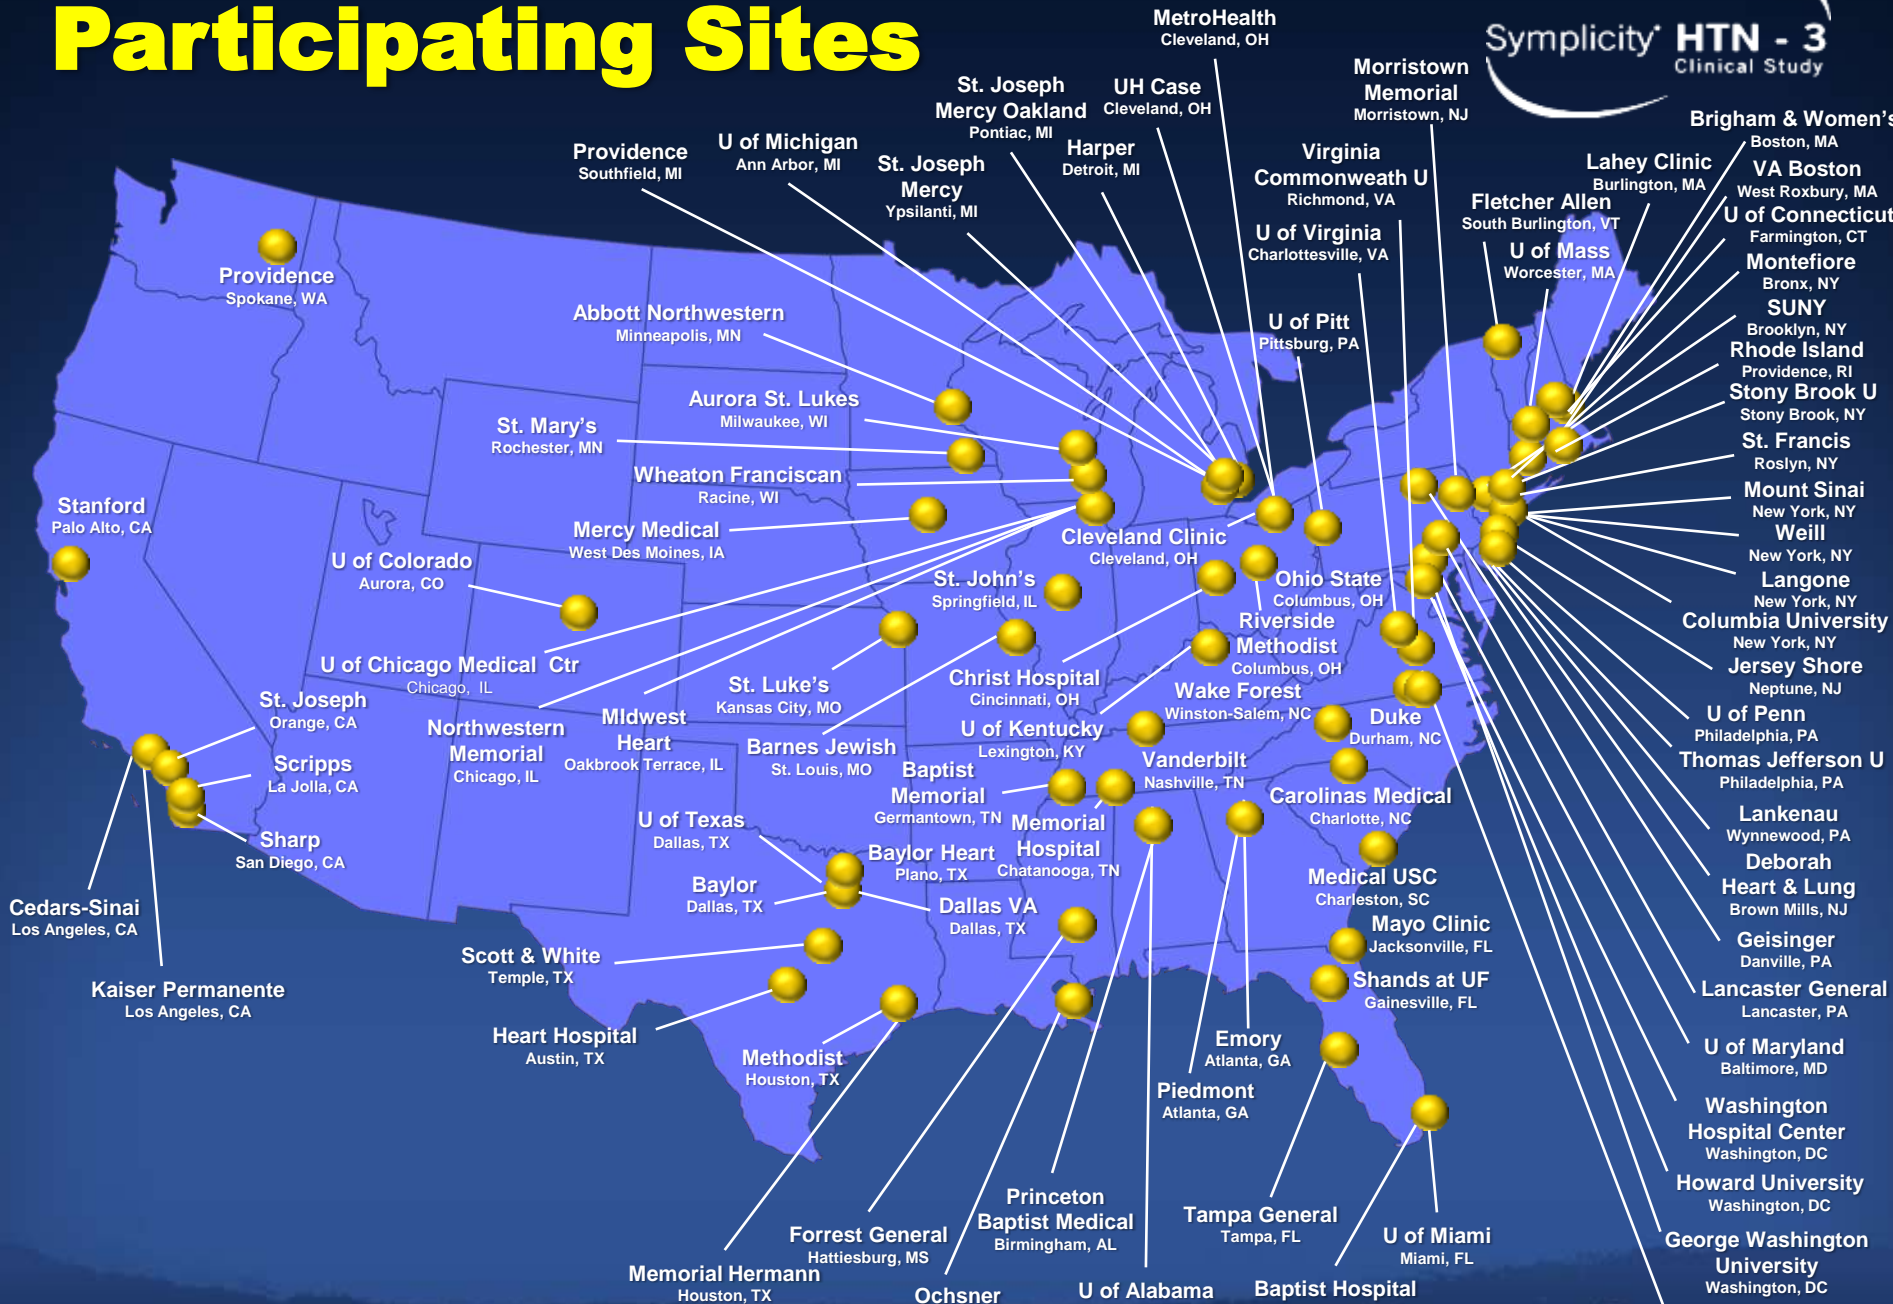 Participating Sites
Symplicity HTN - 3
Clinical Study
MetroHealth
Cleveland, OH
Morristown
Memorial
Morristown, NJ
St. Joseph
Mercy Oakland
Pontiac, MI
UH Case
Cleveland, OH
Brigham & Women's
Boston, MA
Providence
Southfield, MI
U of Michigan
Ann Arbor, MI
St. Joseph
Mercy
Ypsilanti, MI
Harper
Detroit, MI
Virginia
Commonweath U
Richmond, VA
Lahey Clinic
Burlington, MA
VA Boston
West Roxbury, MA
Fletcher Allen
South Burlington, VT
U of Connecticut
Farmington, CT
U of Virginia
Charlottesville, VA
U of Mass
Worcester, MA
Montefiore
Bronx, NY
Providence
Spokane, WA
Abbott Northwestern
Minneapolis, MN
U of Pitt
Pittsburg, PA
SUNY
Brooklyn, NY
Rhode Island
Providence, RI
Aurora St. Lukes
Milwaukee, WI
Stony Brook U
Stony Brook, NY
St. Mary's
Rochester, MN
St. Francis
Roslyn, NY
Wheaton Franciscan
Racine, WI
Mount Sinai
New York, NY
Stanford
Palo Alto, CA
Mercy Medical
West Des Moines, IA
Cleveland Clinic
Cleveland, OH
Weill
New York, NY
U of Colorado
Aurora, CO
St. John's
Springfield, IL
Ohio State
Columbus, OH
Langone
New York, NY
Riverside
Methodist
Columbus, OH
Columbia University
New York, NY
U of Chicago Medical Ctr
Chicago, IL
St. Luke's
Kansas City, MO
Christ Hospital
Cincinnati, OH
Jersey Shore
Neptune, NJ
St. Joseph
Orange, CA
Northwestern
Memorial
Chicago, IL
MIdwest
Heart
Oakbrook Terrace, IL
Barnes Jewish
St. Louis, MO
U of Kentucky
Lexington, KY
Wake Forest
Winston-Salem, NC
Duke
Durham, NC
U of Penn
Philadelphia, PA
Scripps
La Jolla, CA
Baptist
Memorial
Germantown, TN
Vanderbilt
Nashville, TN
Thomas Jefferson U
Philadelphia, PA
Carolinas Medical
Charlotte, NC
Sharp
San Diego, CA
U of Texas
Dallas, TX
Memorial
Hospital
Chatanooga, TN
Lankenau
Wynnewood, PA
Baylor Heart
Plano, TX
Deborah
Heart & Lung
Brown Mills, NJ
Baylor
Dallas, TX
Medical USC
Charleston, SC
Cedars-Sinai
Los Angeles, CA
Dallas VA
Dallas, TX
Mayo Clinic
Jacksonville, FL
Geisinger
Danville, PA
Scott & White
Temple, TX
Shands at UF
Gainesville, FL
Lancaster General
Lancaster, PA
Kaiser Permanente
Los Angeles, CA
Heart Hospital
Austin, TX
Methodist
Houston, TX
Emory
Atlanta, GA
U of Maryland
Baltimore, MD
Piedmont
Atlanta, GA
Washington
Hospital Center
Washington, DC
Princeton
Baptist Medical
Birmingham, AL
Howard University
Washington, DC
Forrest General
Hattiesburg, MS
Tampa General
Tampa, FL
U of Miami
Miami, FL
George Washington
University
Washington, DC
Memorial Hermann
Houston, TX
Ochsner
U of Alabama
Baptist Hospital